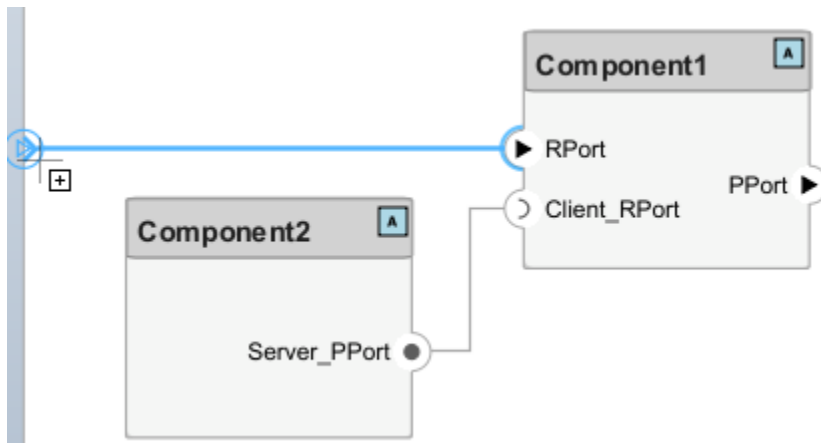 Component1
A
RPort
PPort
Client_RPort
Component2
A
Server_PPort